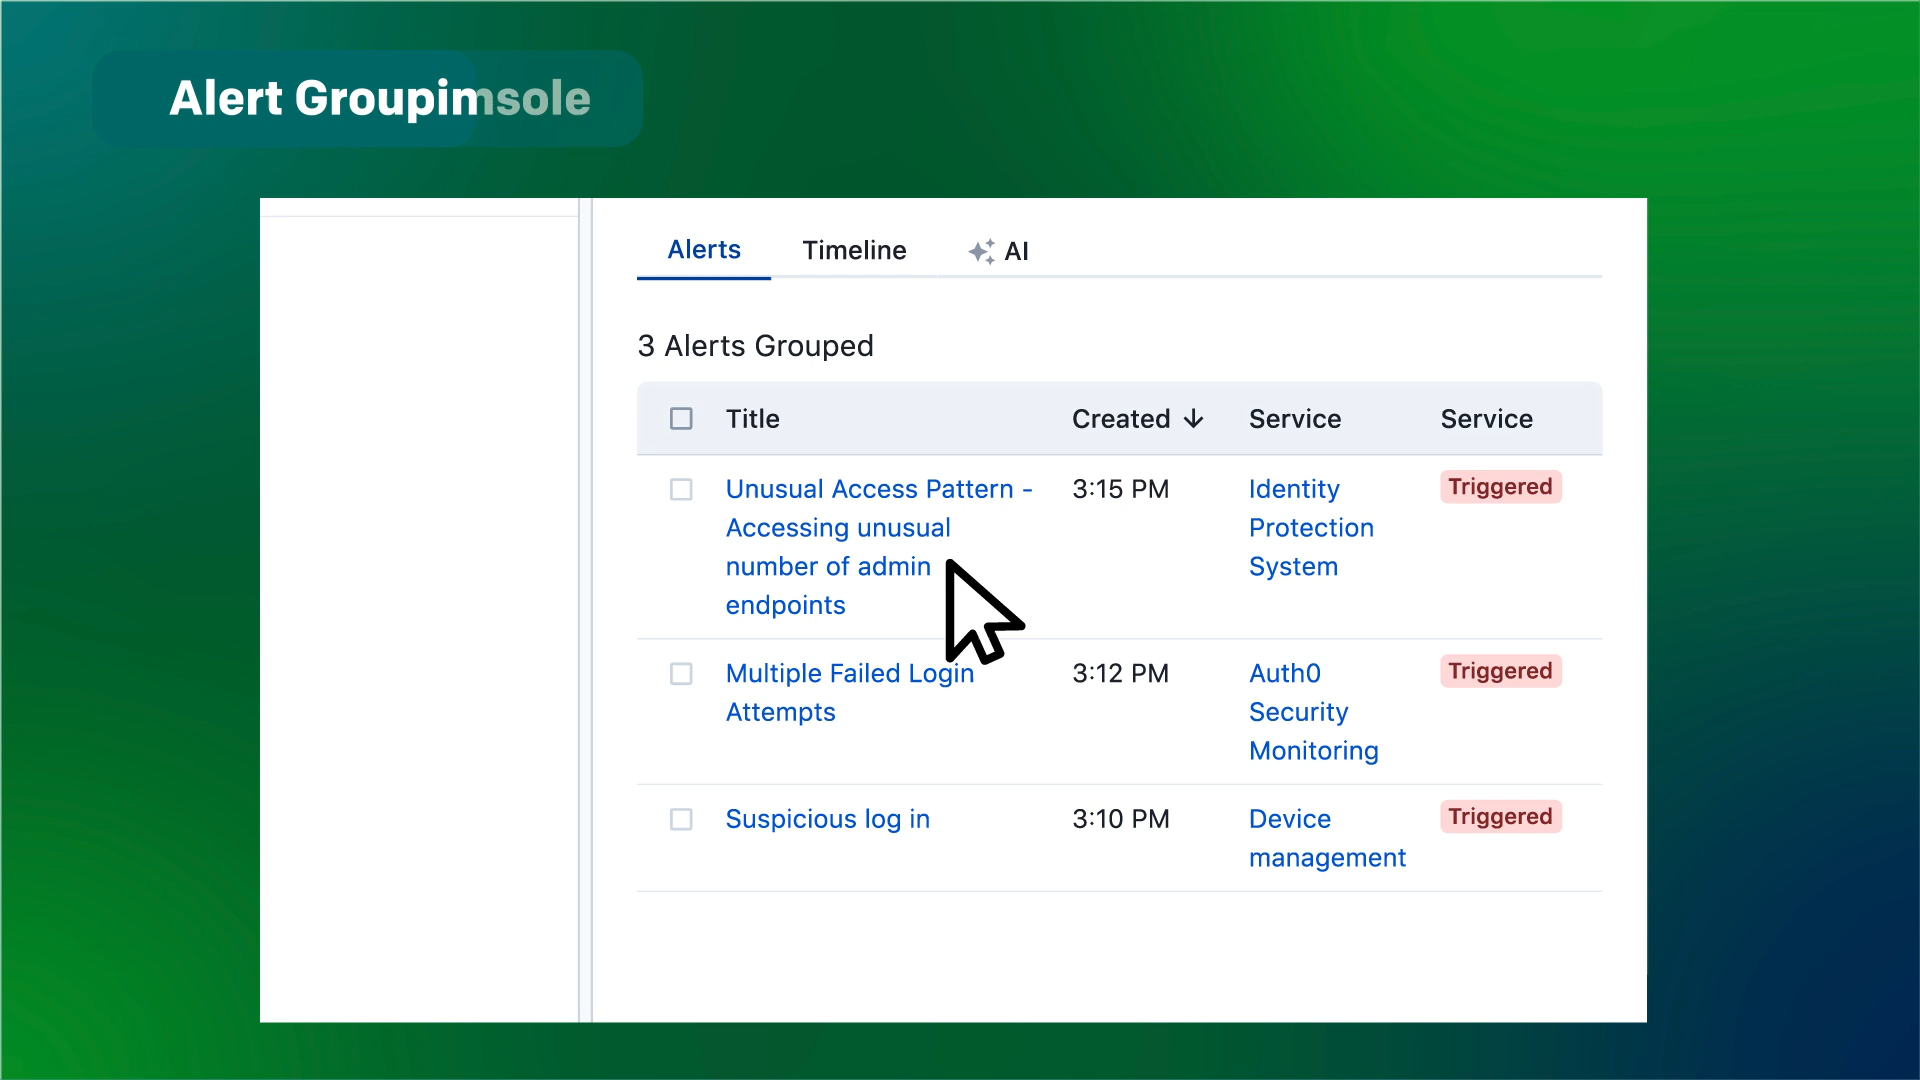 Alert Groupinsole
Alerts
Timeline
AI
3 Alerts Grouped
Title
Created
Service
Service
Unusual Access Pattern -
Accessing unusual
number of admin
endpoints
3:15 PM
Identity
Protection
System
Triggered
Multiple Failed Login
Attempts
3:12 PM
Auth0
Security
Monitoring
Triggered
Suspicious log in
3:10 PM
Device
management
Triggered